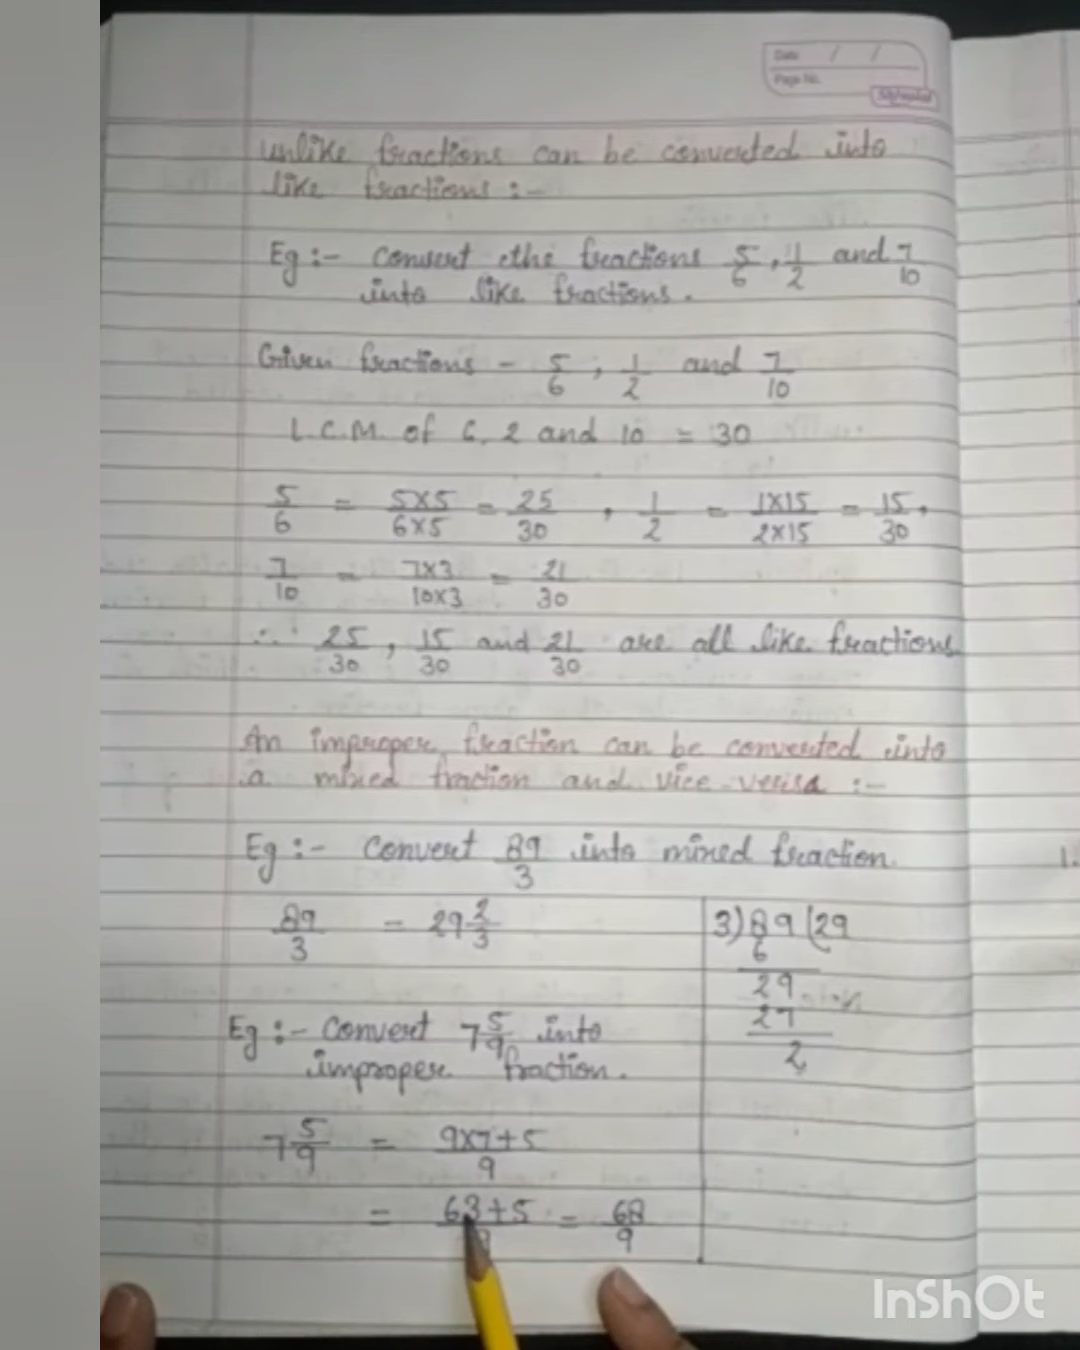 Date / /
Page No.
unlike fractions can be converted into
like fractions :-
Eg :- Convert the fractions 5/6, 1/2 and 7/10
into like fractions.
Given fractions - 5/6, 1/2 and 7/10
L.C.M. of 6, 2 and 10 = 30
5/6 = 5×5/6×5 = 25/30, 1/2 = 1×15/2×15 = 15/30,
7/10 = 7×3/10×3 = 21/30
∴ 25/30, 15/30 and 21/30 are all like fractions
An improper fraction can be converted into
a mixed fraction and vice-versa :-
Eg :- Convert 89/3 into mixed fraction.
1.
89/3 = 29 2/3
3)89(29
6
29
27
2
Eg :- Convert 7 5/9 into
improper fraction.
7 5/9 = 9×7+5/9
= 63+5/9 = 68/9
InShOt